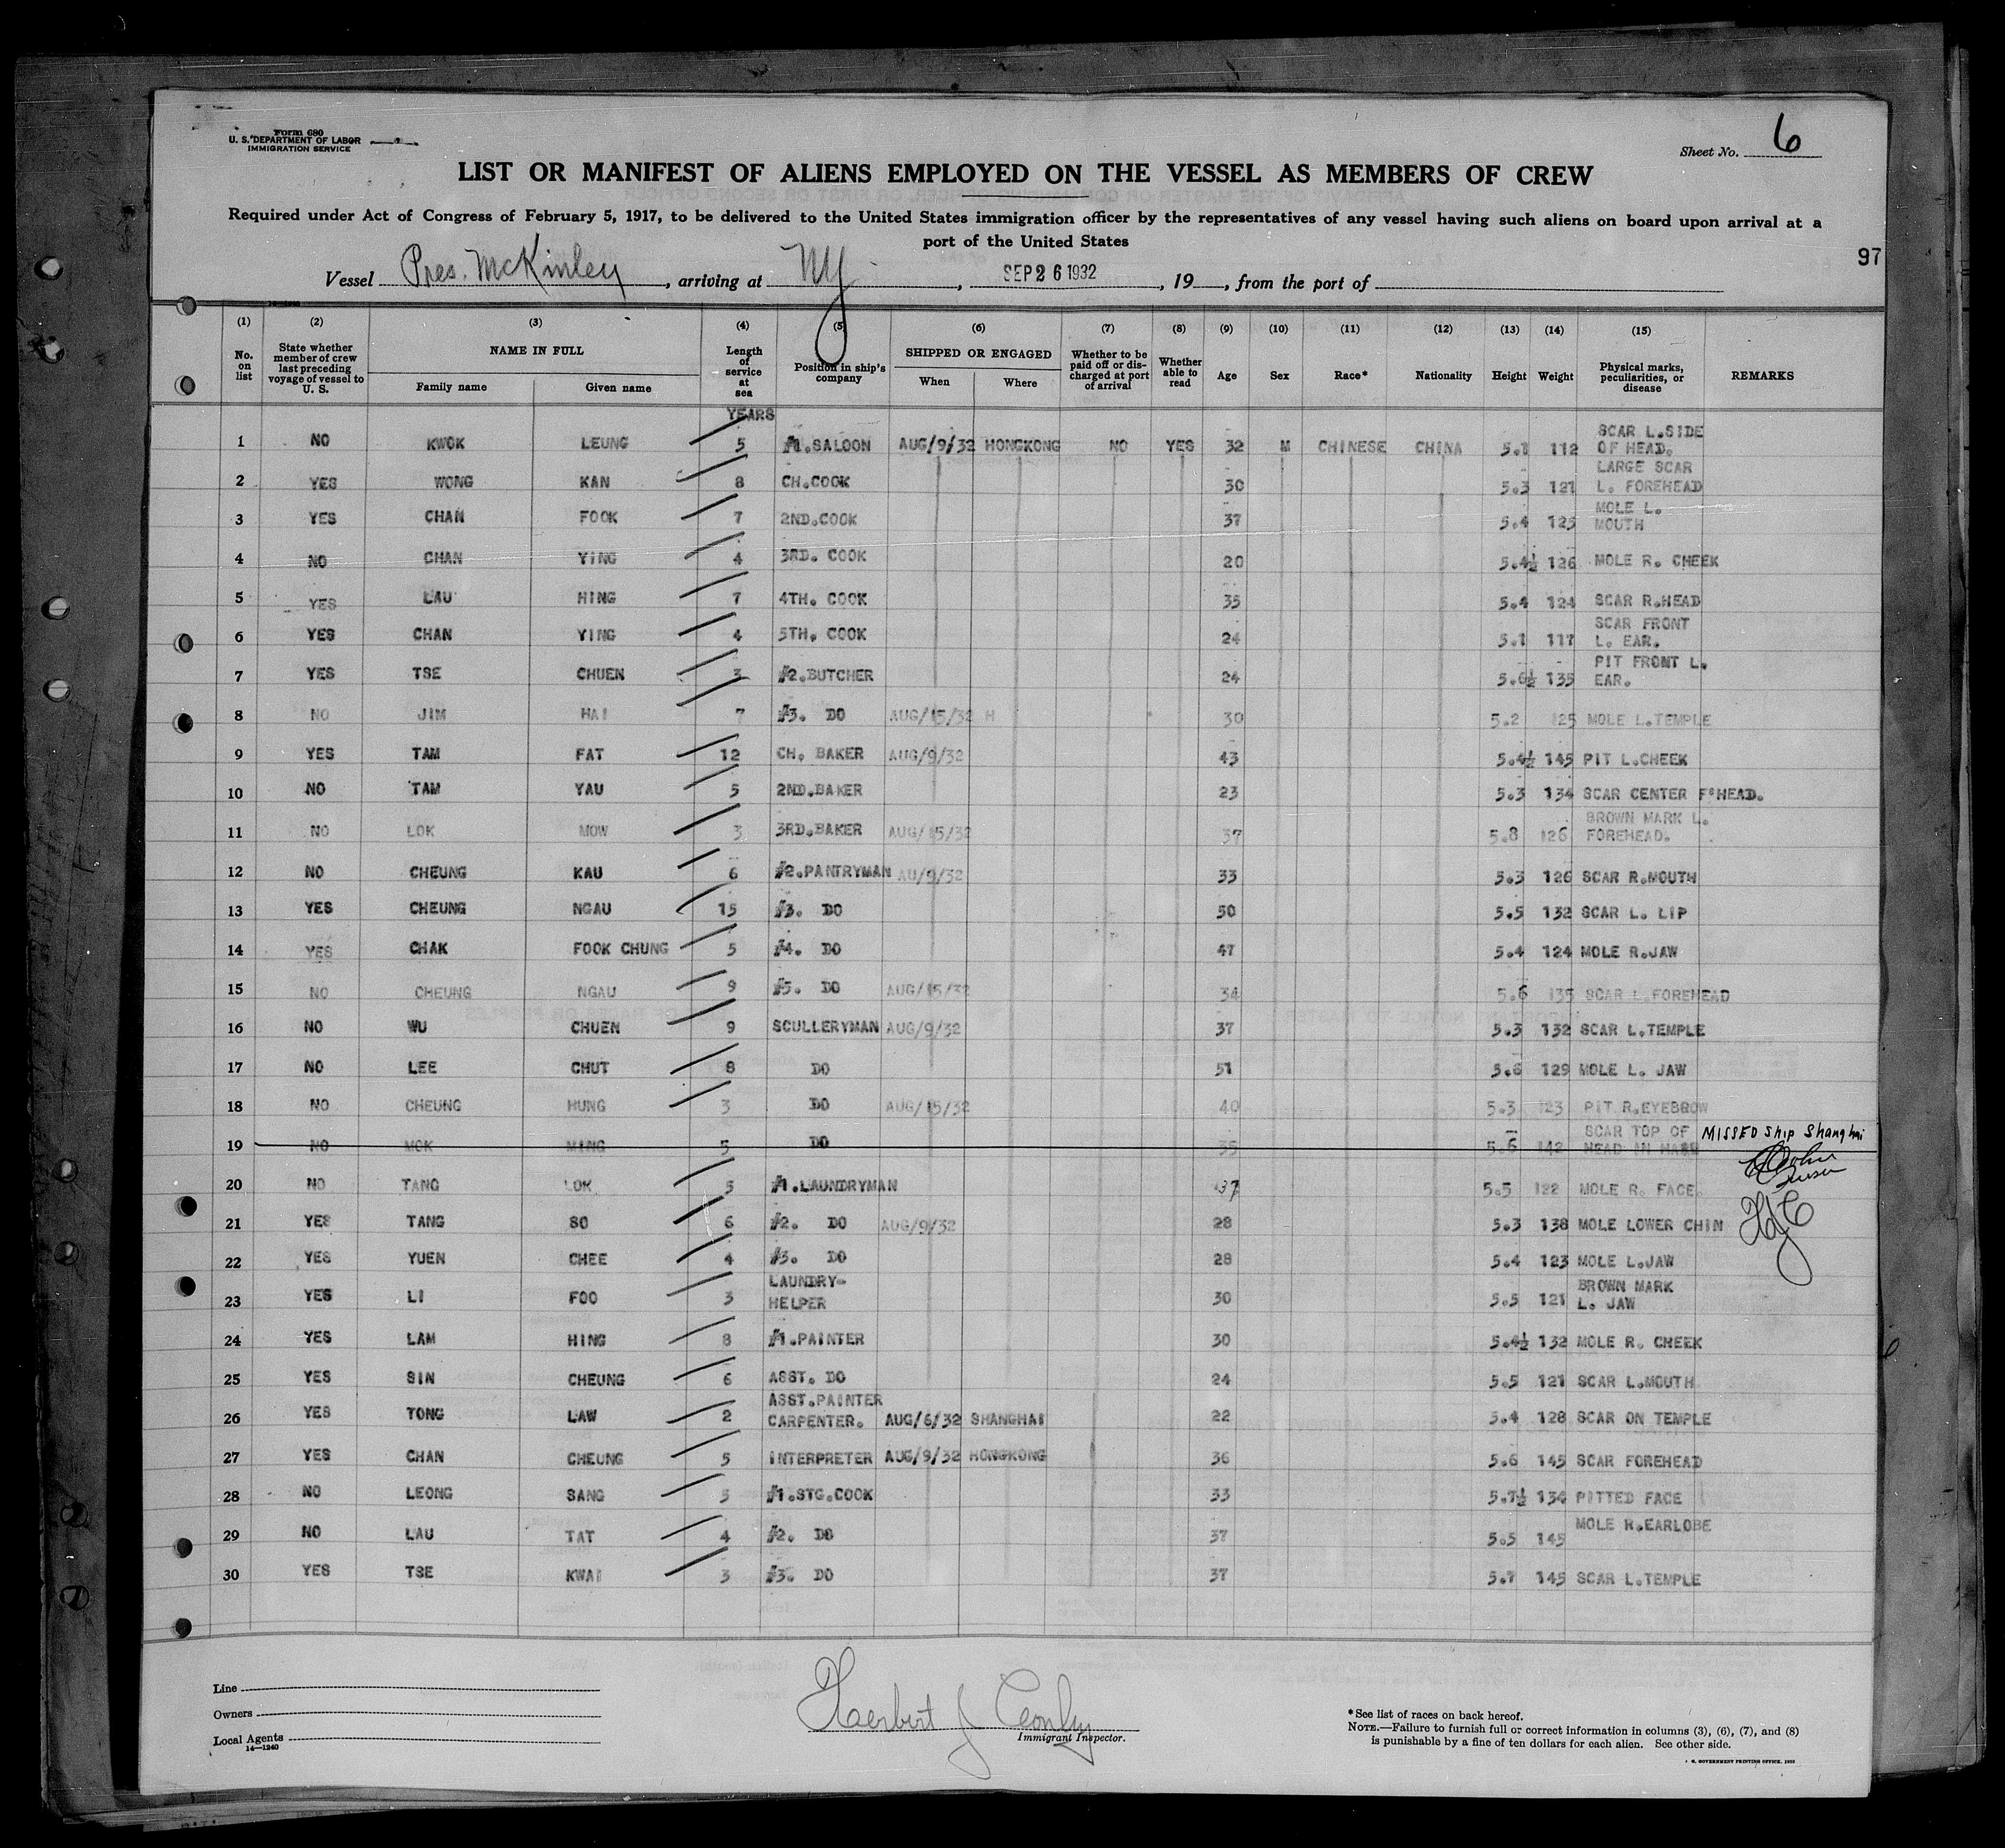 Form 680
U. S. DEPARTMENT OF LABOR
IMMIGRATION SERVICE
Sheet No. 6
LIST OR MANIFEST OF ALIENS EMPLOYED ON THE VESSEL AS MEMBERS OF CREW
Required under Act of Congress of February 5, 1917, to be delivered to the United States immigration officer by the representatives of any vessel having such aliens on board upon arrival at a
port of the United States
97
Vessel Pres. McKinley, arriving at NY, SEP 26 1932, 19, from the port of
(1) (2) (3) (4) (5) (6) (7) (8) (9) (10) (11) (12) (13) (14) (15)
No. on list State whether member of crew last preceding voyage of vessel to U. S. NAME IN FULL Family name Given name Length of service at sea Position in ship's company SHIPPED OR ENGAGED When Where Whether to be paid off or discharged at port of arrival Whether able to read Age Sex Race* Nationality Height Weight Physical marks, peculiarities, or disease REMARKS
YEARS
1 NO KWOK LEUNG 5 #1.SALOON AUG/9/32 HONGKONG NO YES 32 M CHINESE CHINA 5.1 112 SCAR L.SIDE OF HEAD.
2 YES WONG KAN 8 CH.COOK 30 5.3 121 LARGE SCAR L. FOREHEAD
3 YES CHAN FOOK 7 2ND.COOK 37 5.4 125 MOLE L. MOUTH
4 NO CHAN YING 4 3RD. COOK 20 5.4½ 126 MOLE R. CHEEK
5 YES LAU HING 7 4TH. COOK 35 5.4 124 SCAR R.HEAD
6 YES CHAN YING 4 5TH. COOK 24 5.1 117 SCAR FRONT L. EAR.
7 YES TSE CHUEN 3 #2.BUTCHER 24 5.6½ 135 PIT FRONT L. EAR.
8 NO JIM HAI 7 #3. DO AUG/15/32 H 30 5.2 125 MOLE L.TEMPLE
9 YES TAM FAT 12 CH. BAKER AUG/9/32 43 5.4½ 145 PIT L.CHEEK
10 NO TAM YAU 5 2ND.BAKER 23 5.3 134 SCAR CENTER F'HEAD.
11 NO LOK MOW 3 3RD.BAKER AUG/15/32 37 5.8 126 BROWN MARK L. FOREHEAD.
12 NO CHEUNG KAU 6 #2.PANTRYMAN AU/9/32 33 5.3 126 SCAR R.MOUTH
13 YES CHEUNG NGAU 15 #3. DO 50 5.5 132 SCAR L. LIP
14 YES CHAK FOOK CHUNG 5 #4. DO 47 5.4 124 MOLE R.JAW
15 NO CHEUNG NGAU 9 #5. DO AUG/15/32 34 5.6 135 SCAR L.FOREHEAD
16 NO WU CHUEN 9 SCULLERYMAN AUG/9/32 37 5.3 132 SCAR L.TEMPLE
17 NO LEE CHUT 8 DO 51 5.6 129 MOLE L. JAW
18 NO CHEUNG HUNG 3 DO AUG/15/32 40 5.3 123 PIT R.EYEBROW
19 NO MOK MING 5 DO 35 5.6 142 SCAR TOP OF HEAD MISSED Ship Shanghai
20 NO TANG LOK 5 #1.LAUNDRYMAN 37 5.5 122 MOLE R. FACE.
21 YES TANG SO 6 #2. DO AUG/9/32 28 5.3 138 MOLE LOWER CHIN HJC
22 YES YUEN CHEE 4 #3. DO 28 5.4 123 MOLE L.JAW
23 YES LI FOO 3 LAUNDRY-HELPER 30 5.5 121 BROWN MARK L. JAW
24 YES LAM HING 8 #1.PAINTER 30 5.4½ 132 MOLE R. CHEEK
25 YES SIN CHEUNG 6 ASST. DO 24 5.5 121 SCAR L.MOUTH
26 YES TONG LAW 2 ASST.PAINTER CARPENTER. AUG/6/32 SHANGHAI 22 5.4 128 SCAR ON TEMPLE
27 YES CHAN CHEUNG 5 INTERPRETER AUG/9/32 HONGKONG 36 5.6 145 SCAR FOREHEAD
28 NO LEONG SANG 5 #1.STG.COOK 33 5.7½ 134 PITTED FACE
29 NO LAU TAT 4 #2. DO 37 5.5 145 MOLE R.EARLOBE
30 YES TSE KWAI 3 #3. DO 37 5.7 145 SCAR L.TEMPLE
Line
Owners
Local Agents
14—1240
Herbert J Conly
Immigrant Inspector.
*See list of races on back hereof.
NOTE.—Failure to furnish full or correct information in columns (3), (6), (7), and (8)
is punishable by a fine of ten dollars for each alien. See other side.